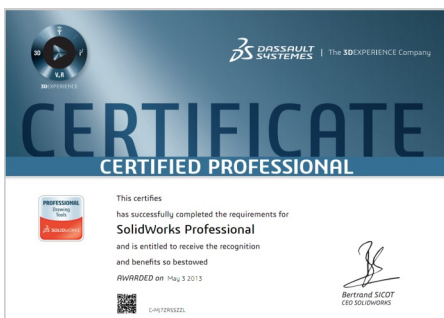 3D
V,R
3DEXPERIENCE
DASSAULT SYSTEMES | The 3DEXPERIENCE Company
CERTIFICATE
CERTIFIED PROFESSIONAL
PROFESSIONAL
Drawing
Tools
SOLIDWORKS
This certifies
has successfully completed the requirements for
SolidWorks Professional
and is entitled to receive the recognition
and benefits so bestowed
AWARDED on May 3 2013
Bertrand SICOT
CEO SOLIDWORKS